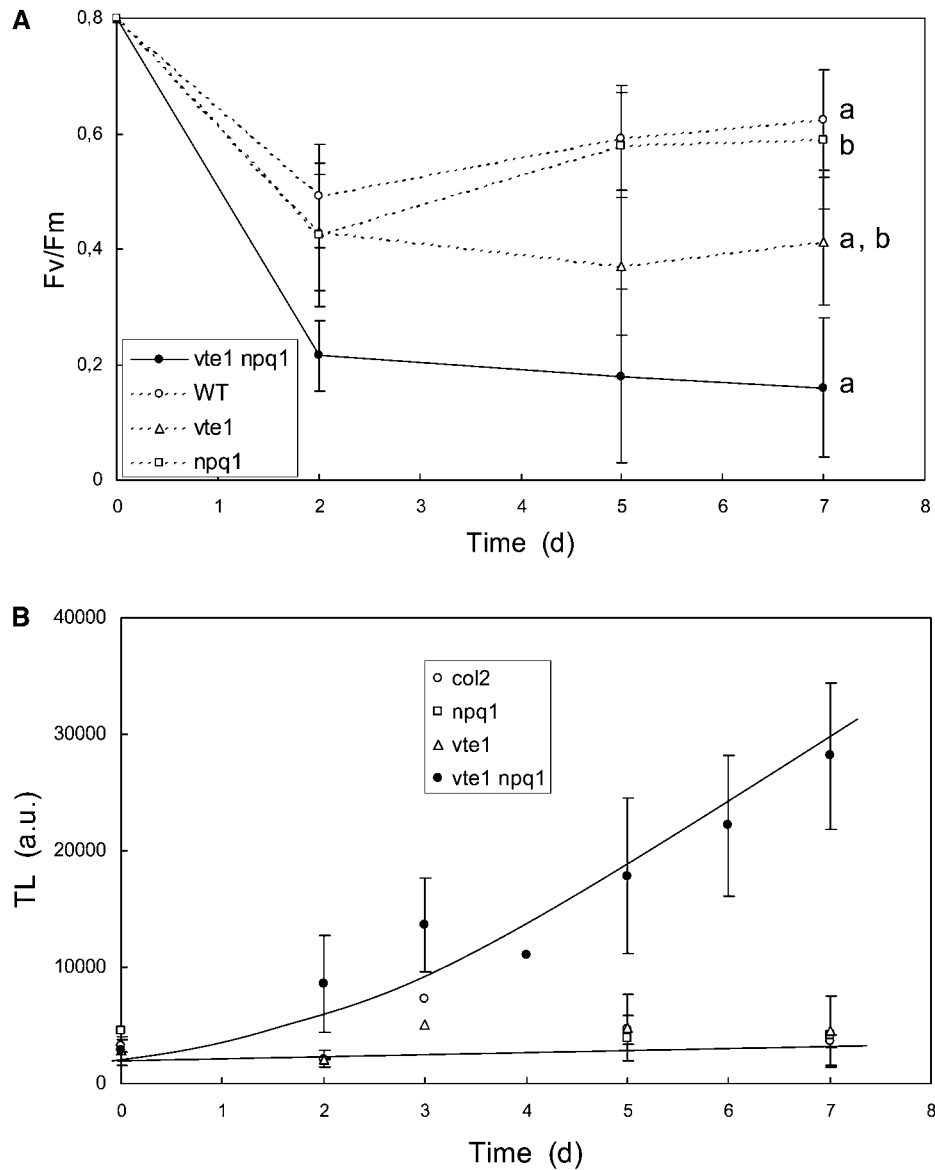 A
0,8
0,6
0,4
0,2
0
Fv/Fm
a
b
a, b
a
vte1 npq1
WT
vte1
npq1
0 1 2 3 4 5 6 7 8
Time (d)
B
40000
30000
20000
10000
0
TL (a.u.)
col2
npq1
vte1
vte1 npq1
0 2 3 4 5 6 7 8
Time (d)